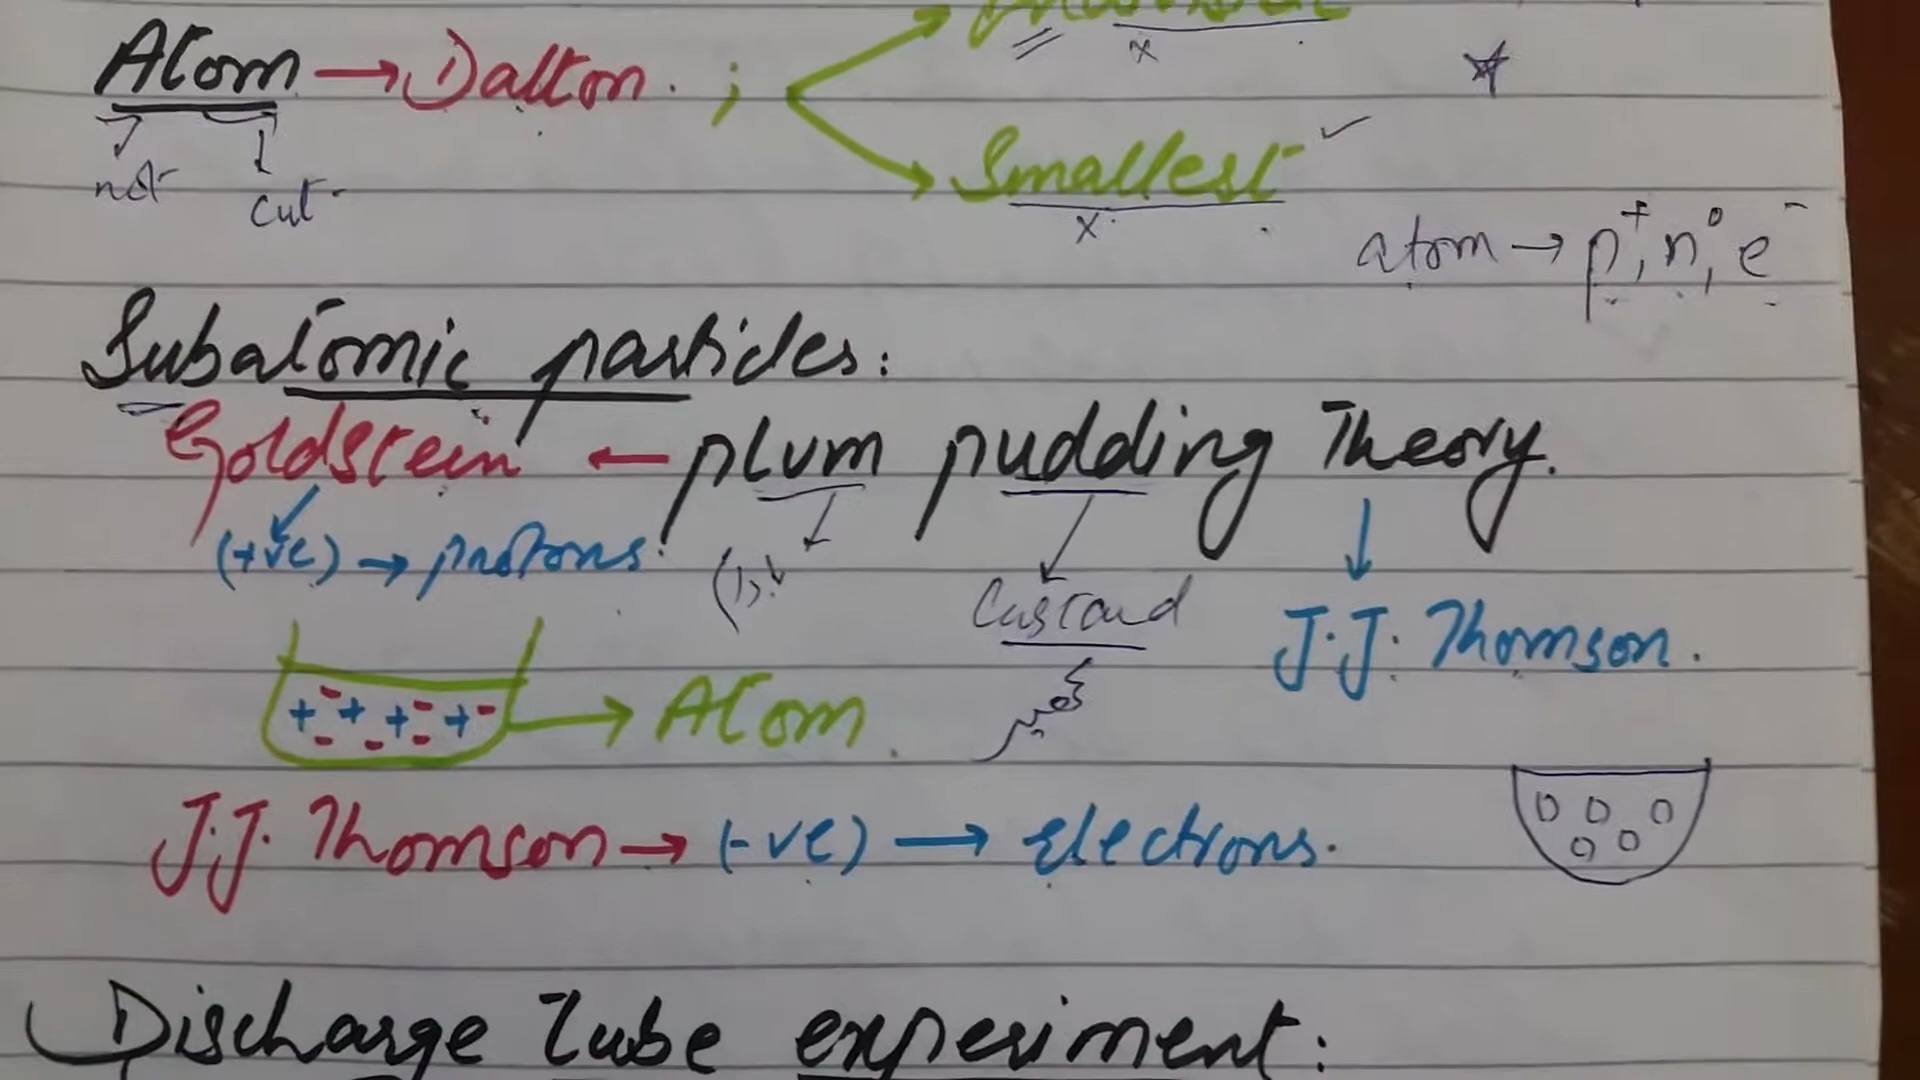 Atom → Dalton. ;
x
Smallest ✓
not cut
x
atom → p⁺, n⁰, e⁻
Subatomic particles:
Goldstein ← plum pudding Theory.
(+ve) → protons.
Custard
J.J. Thomson.
+ - + + - + -
- - -
→ Atom
J.J. Thomson → (-ve) → electrons.
Discharge Tube experiment: